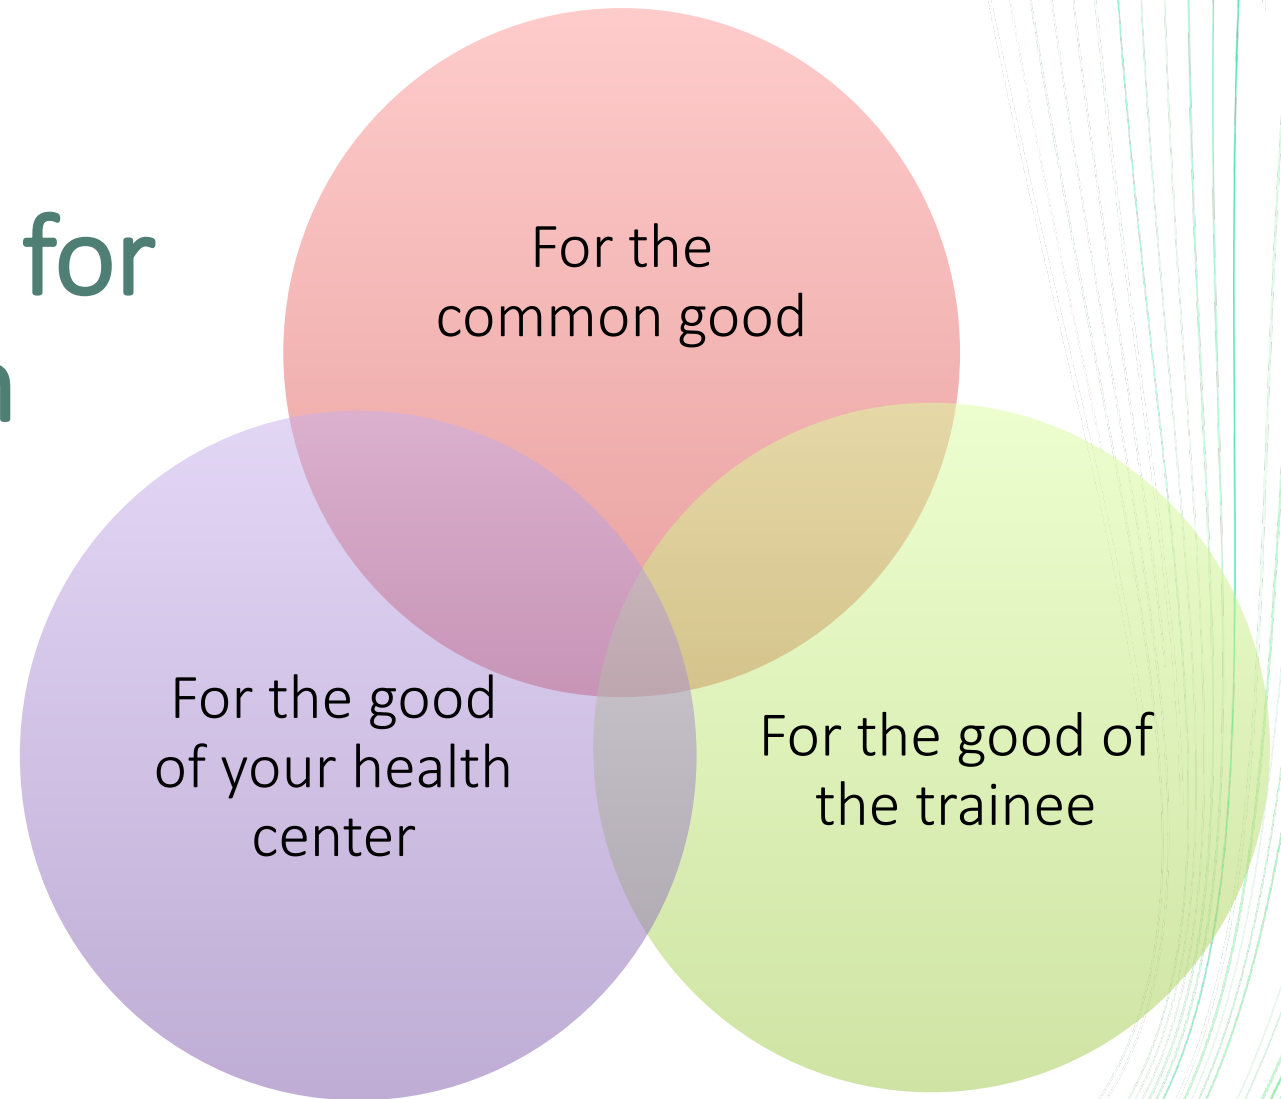 for
For the
common good
For the good
of your health
center
For the good of
the trainee